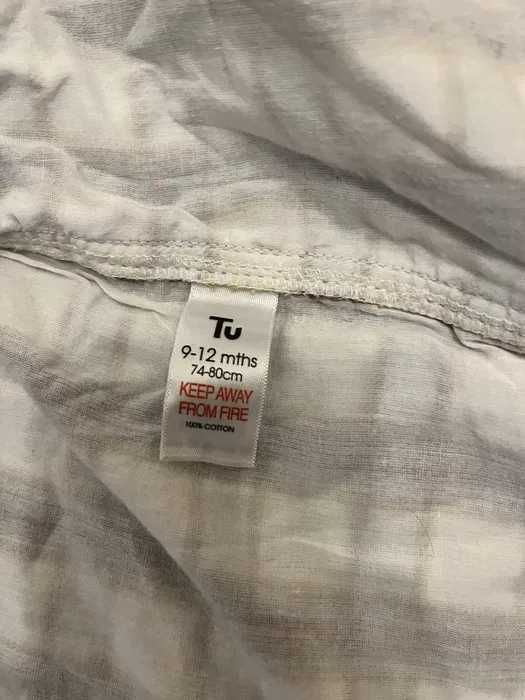 Tu
9-12 mths
74-80cm
KEEP AWAY
FROM FIRE
100% COTTON